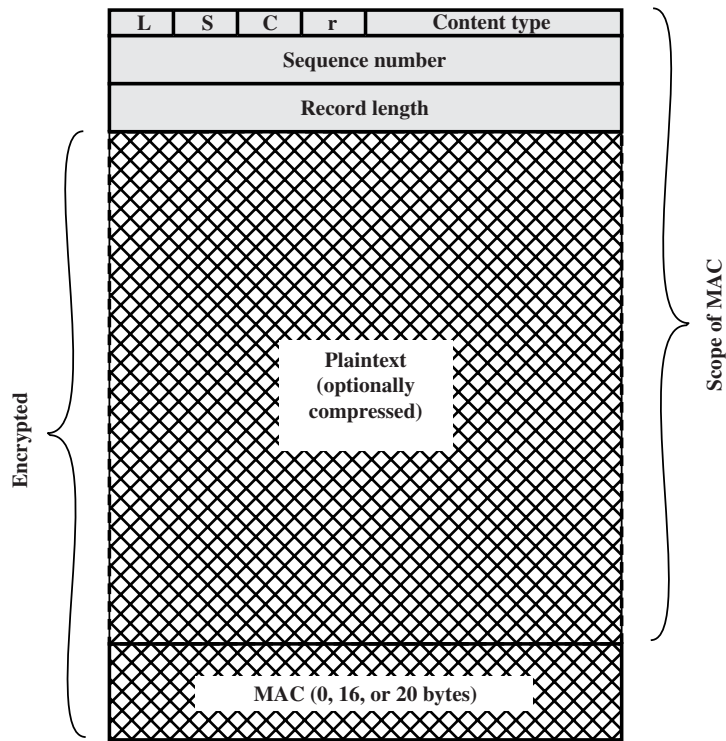 L S C r Content type
Sequence number
Record length
Plaintext
(optionally
compressed)
MAC (0, 16, or 20 bytes)
Encrypted
Scope of MAC